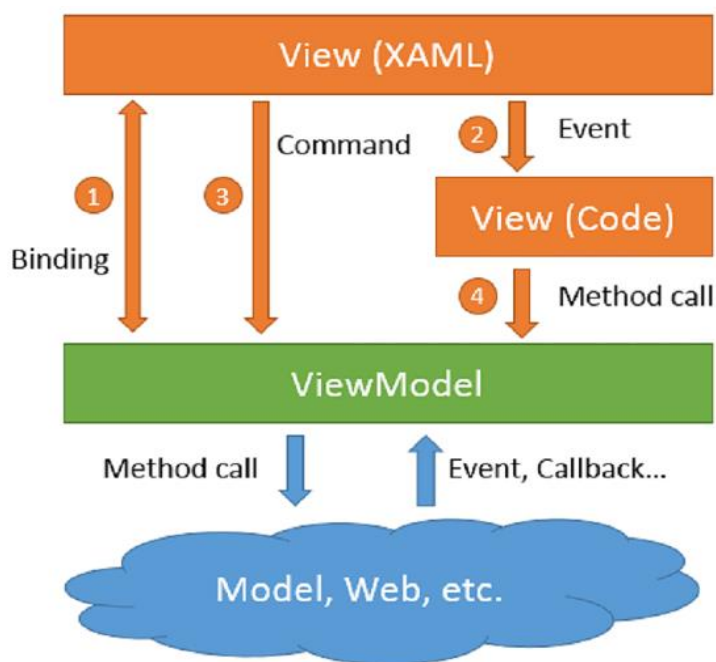 View (XAML)
2
Event
Command
1
3
View (Code)
Binding
4
Method call
ViewModel
Method call
Event, Callback...
Model, Web, etc.